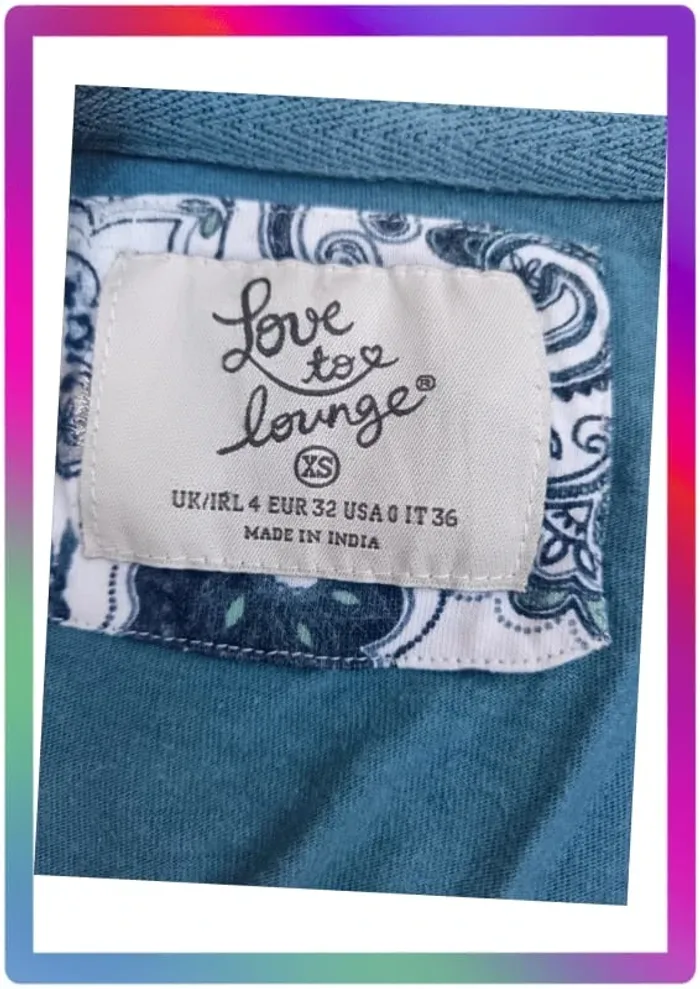 Love
to
lounge®
XS
UK/IRL 4 EUR 32 USA 0 IT 36
MADE IN INDIA